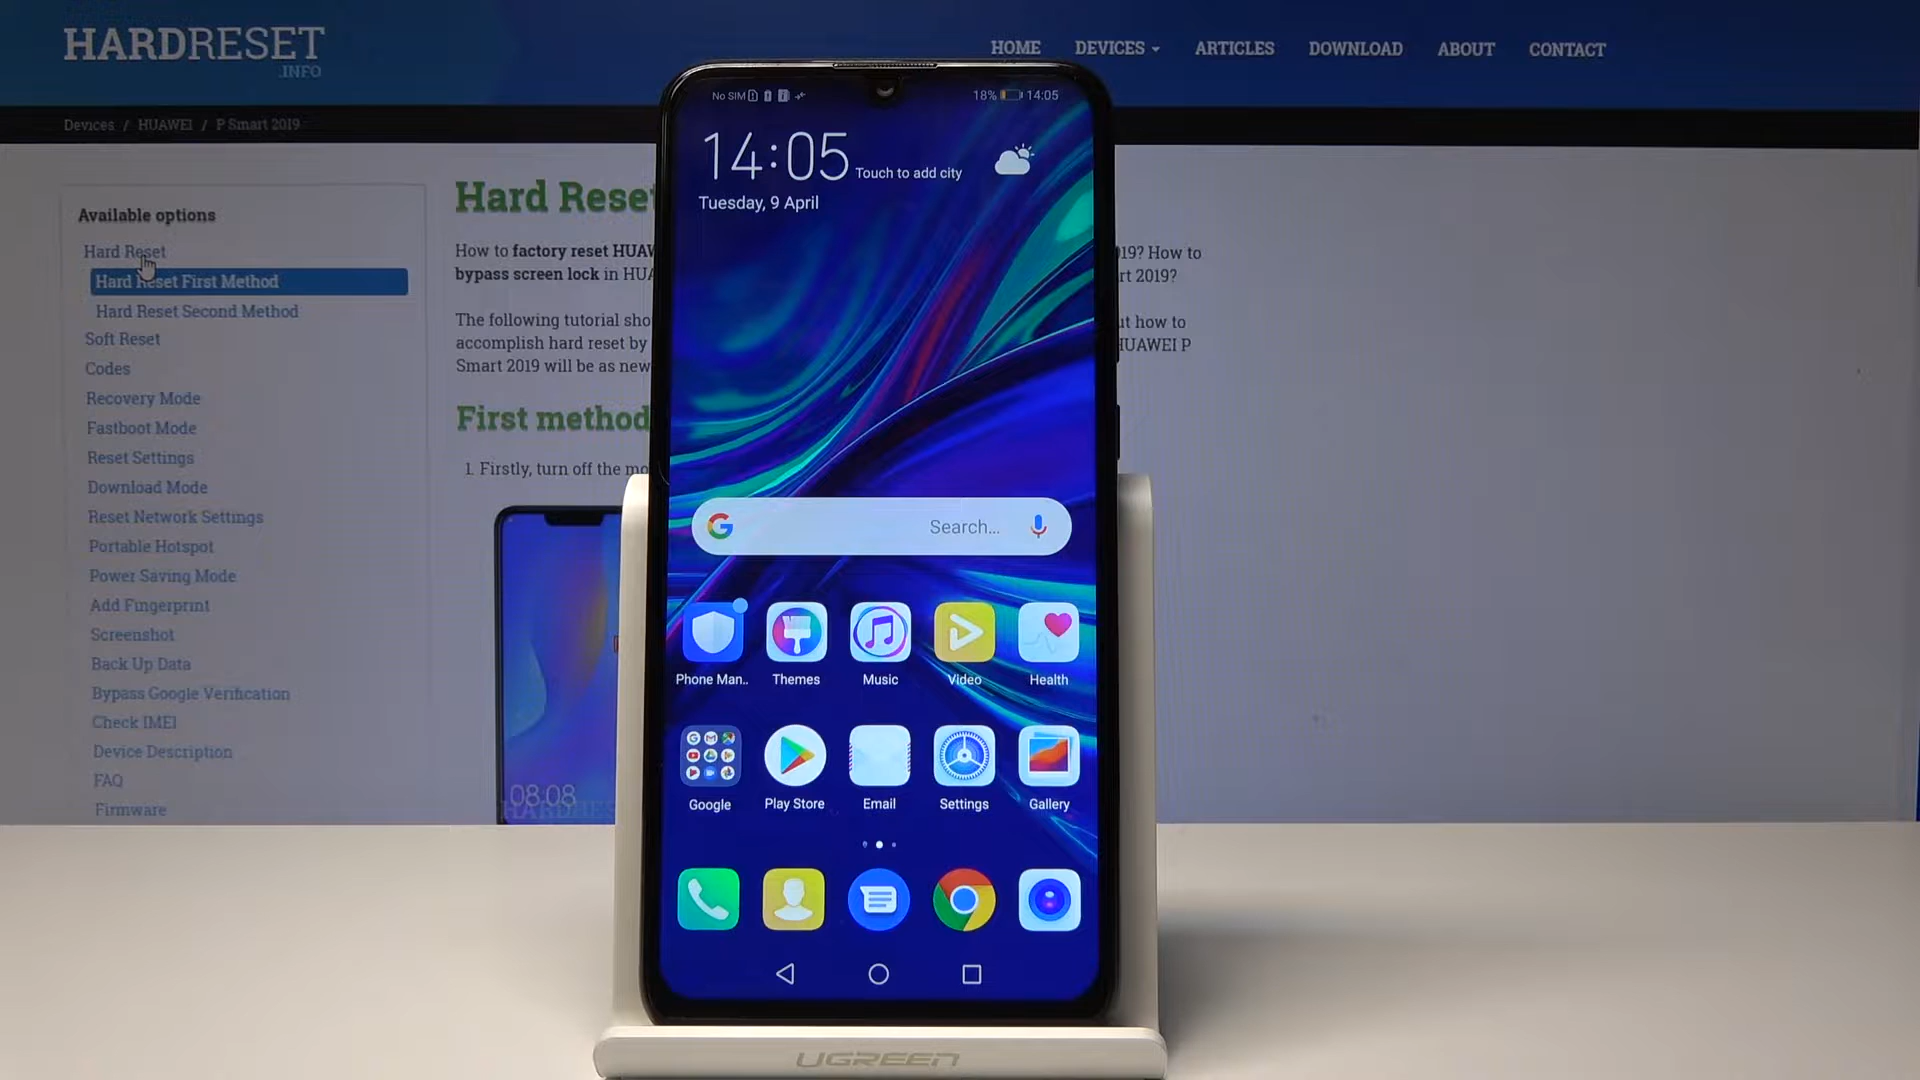 HARDRESET
.INFO
HOME DEVICES ARTICLES DOWNLOAD ABOUT CONTACT
Devices / HUAWEI / P Smart 2019
Available options
Hard Reset
Hard Reset First Method
Hard Reset Second Method
Soft Reset
Codes
Recovery Mode
Fastboot Mode
Reset Settings
Download Mode
Reset Network Settings
Portable Hotspot
Power Saving Mode
Add Fingerprint
Screenshot
Back Up Data
Bypass Google Verification
Check IMEI
Device Description
FAQ
Firmware
Hard Reset
How to factory reset HUAW 19? How to
bypass screen lock in HUA rt 2019?
The following tutorial sho ut how to
accomplish hard reset by HUAWEI P
Smart 2019 will be as new
First method
1. Firstly, turn off the mo
08:08
HARDRES
No SIM 18% 14:05
14:05 Touch to add city
Tuesday, 9 April
G Search...
Phone Man.. Themes Music Video Health
Google Play Store Email Settings Gallery
UGREEN